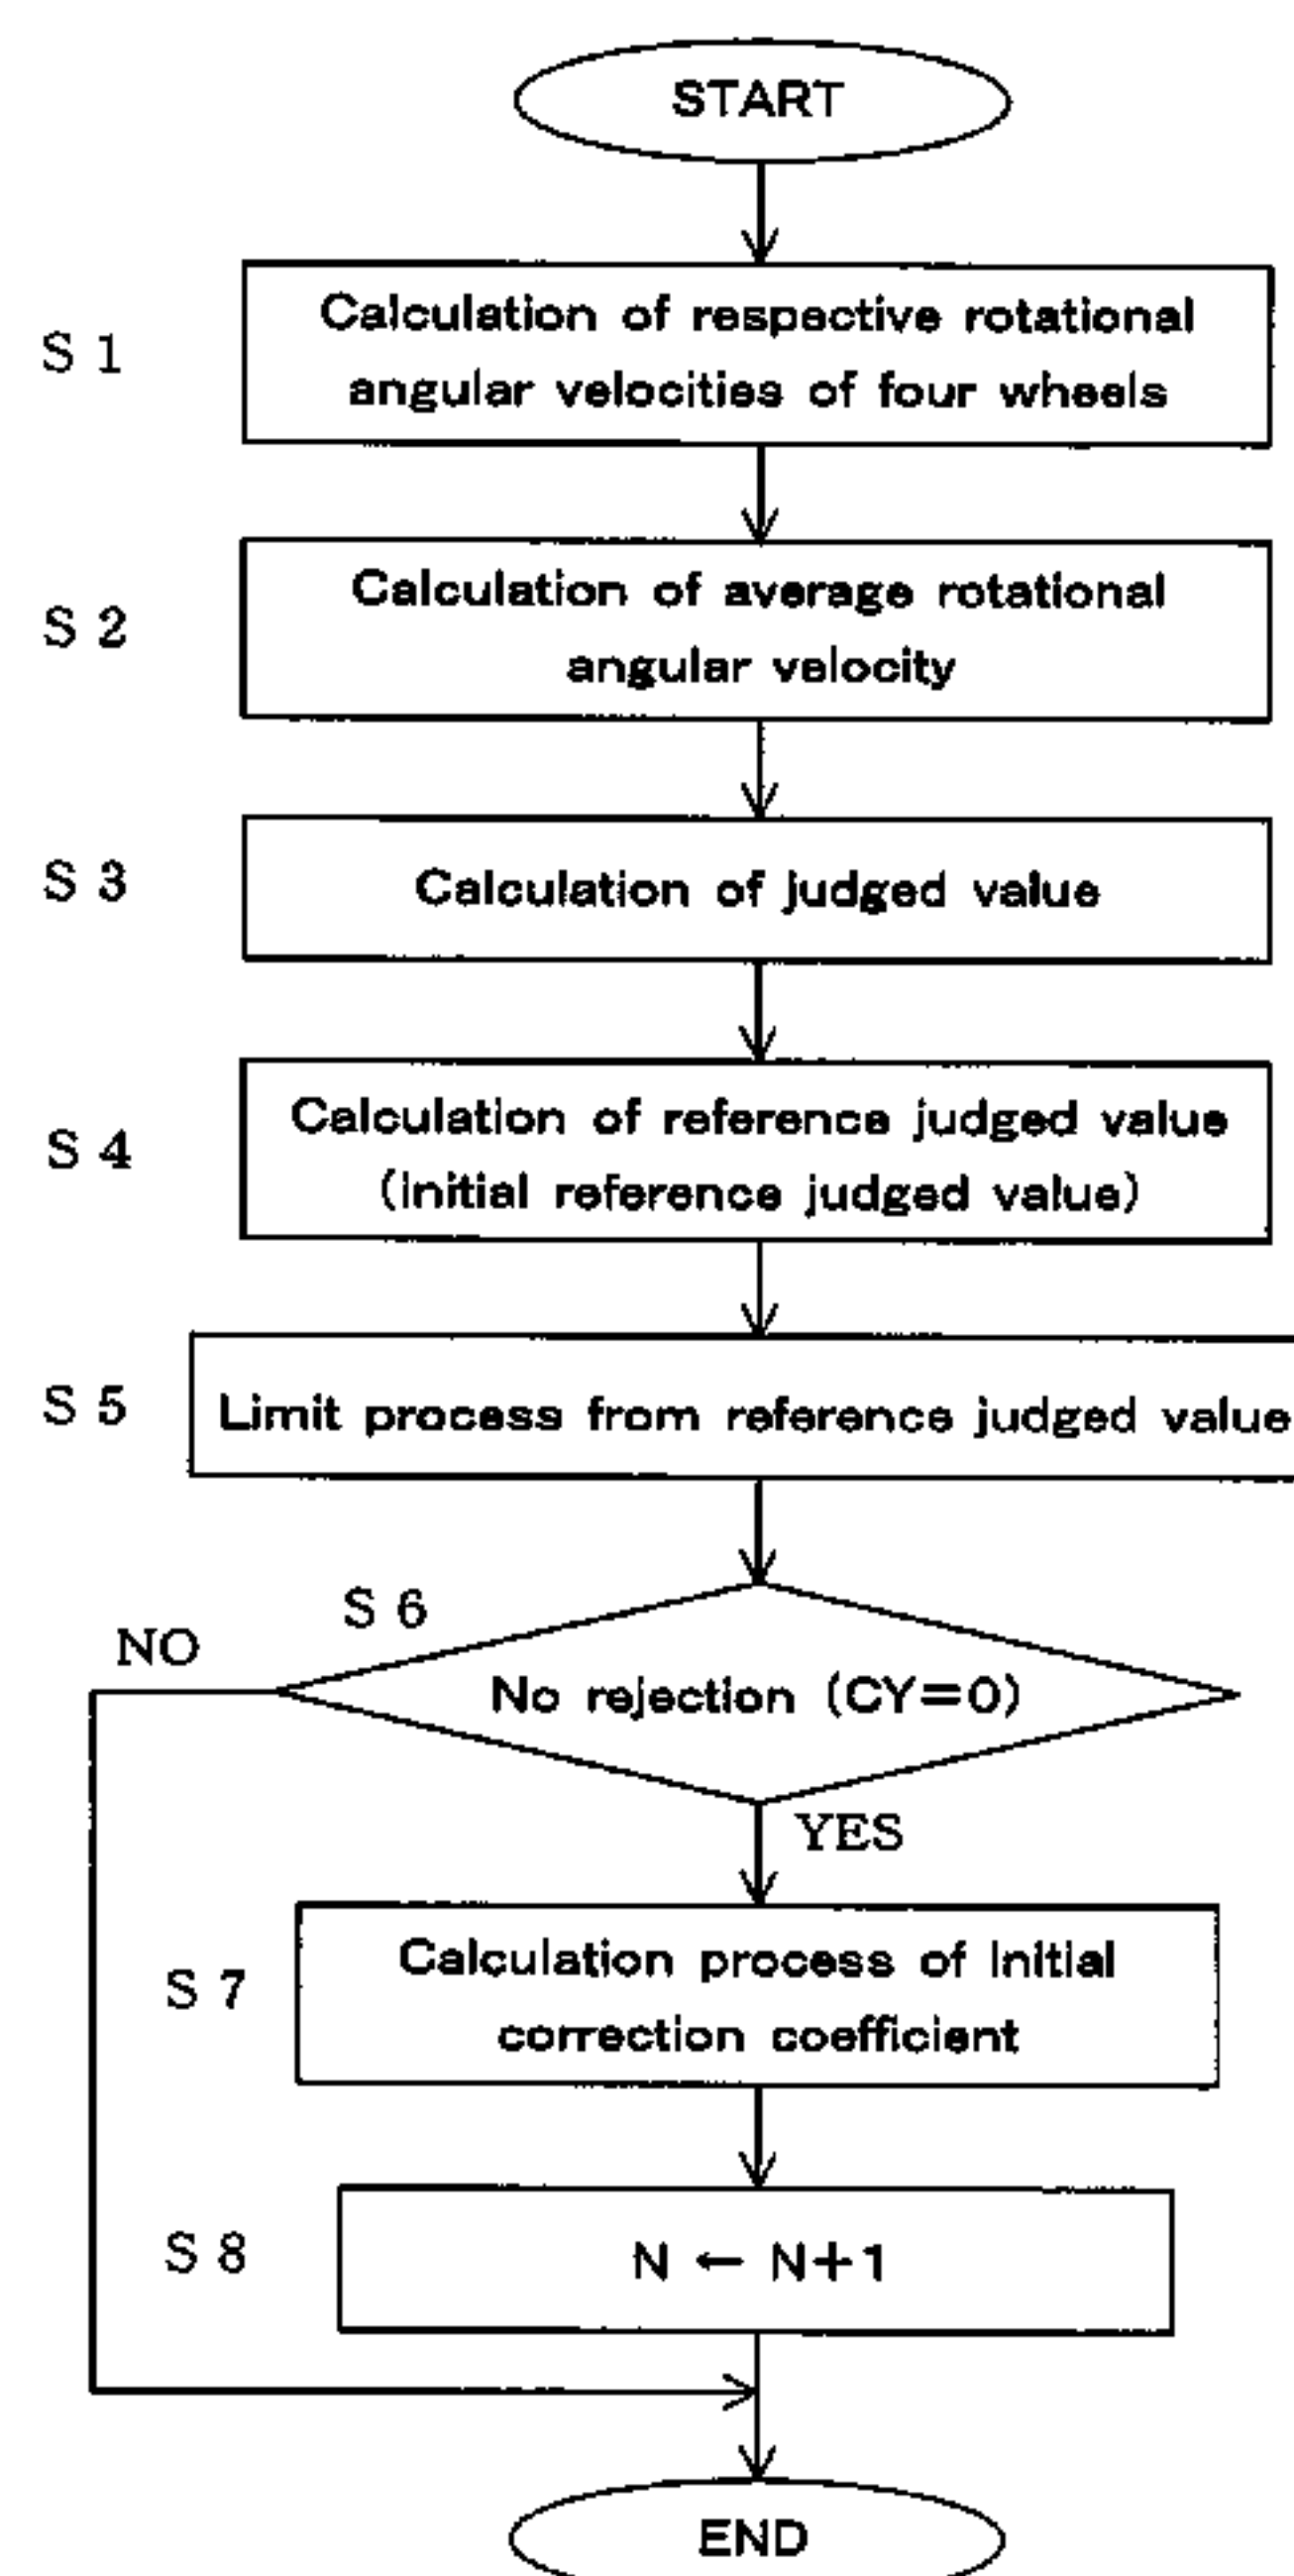 START
S 1
Calculation of respective rotational
angular velocities of four wheels
S 2
Calculation of average rotational
angular velocity
S 3
Calculation of judged value
S 4
Calculation of reference judged value
(initial reference judged value)
S 5
Limit process from reference judged value
S 6
NO
No rejection (CY=0)
YES
S 7
Calculation process of initial
correction coefficient
S 8
N ← N+1
END